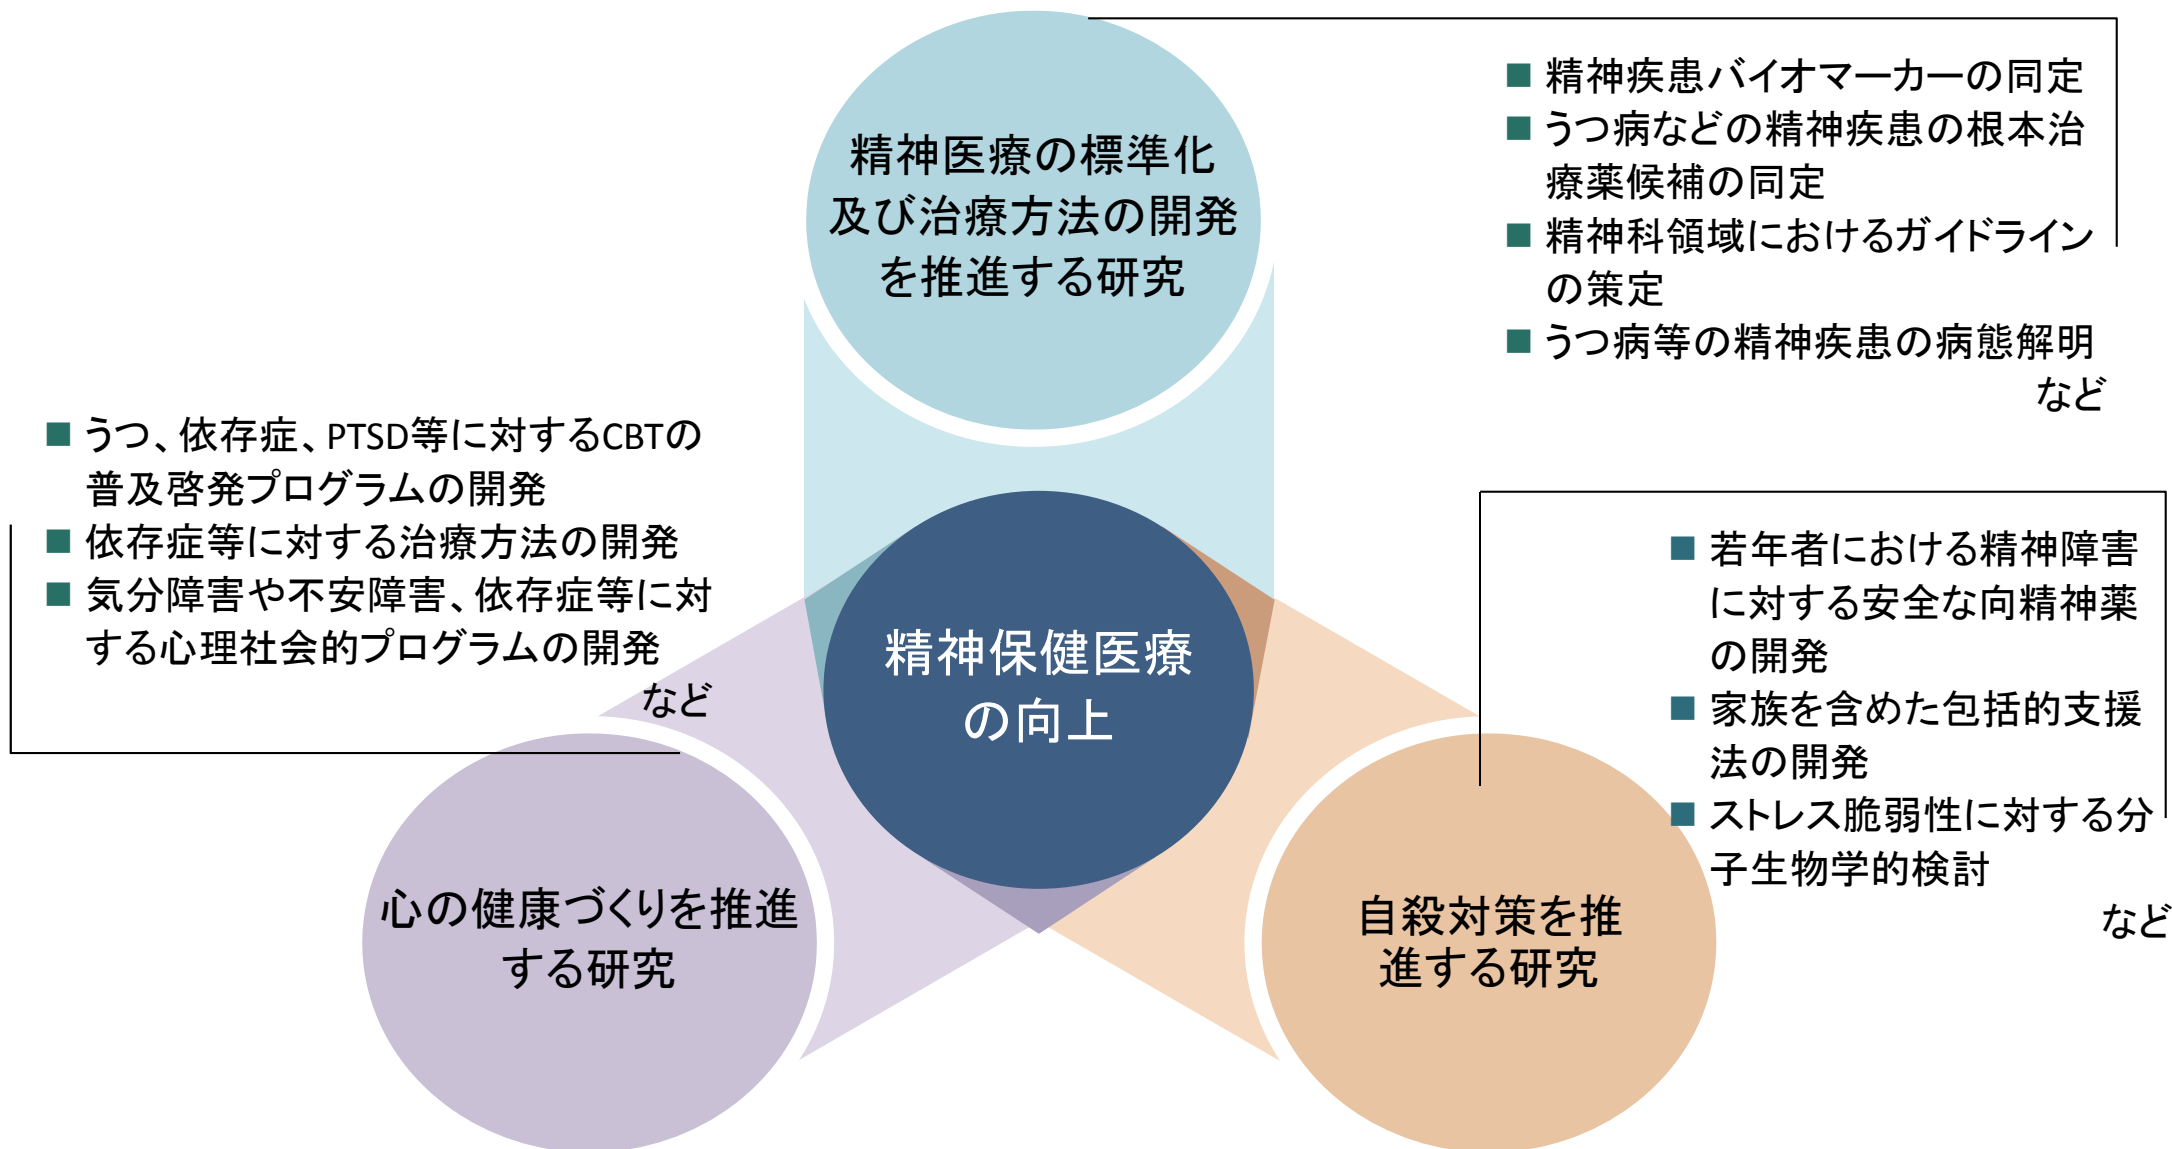 精神医療の標準化
及び治療方法の開発
を推進する研究
■ 精神疾患バイオマーカーの同定
■ うつ病などの精神疾患の根本治
療薬候補の同定
■ 精神科領域におけるガイドライン
の策定
■ うつ病等の精神疾患の病態解明
など
■ うつ、依存症、PTSD等に対するCBTの
普及啓発プログラムの開発
■ 依存症等に対する治療方法の開発
■ 気分障害や不安障害、依存症等に対
する心理社会的プログラムの開発
など
精神保健医療
の向上
■ 若年者における精神障害
に対する安全な向精神薬
の開発
■ 家族を含めた包括的支援
法の開発
■ ストレス脆弱性に対する分
子生物学的検討
など
心の健康づくりを推進
する研究
自殺対策を推
進する研究